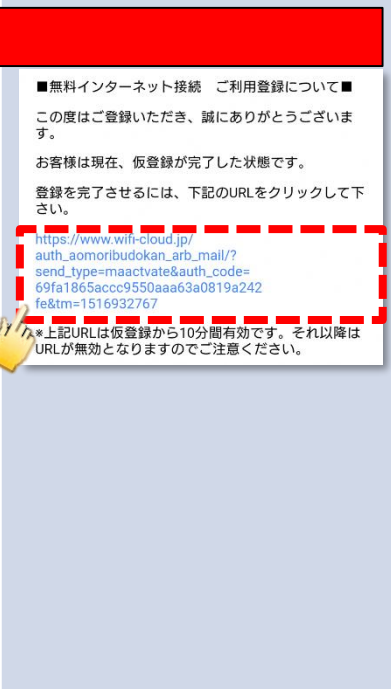 ■無料インターネット接続　ご利用登録について■
この度はご登録いただき、誠にありがとうございま
す。
お客様は現在、仮登録が完了した状態です。
登録を完了させるには、下記のURLをクリックして下
さい。
https://www.wifi-cloud.jp/
auth_aomoribudokan_arb_mail/?
send_type=maactvate&auth_code=
69fa1865accc9550aaa63a0819a242
fe&tm=1516932767
※上記URLは仮登録から10分間有効です。それ以降は
URLが無効となりますのでご注意ください。